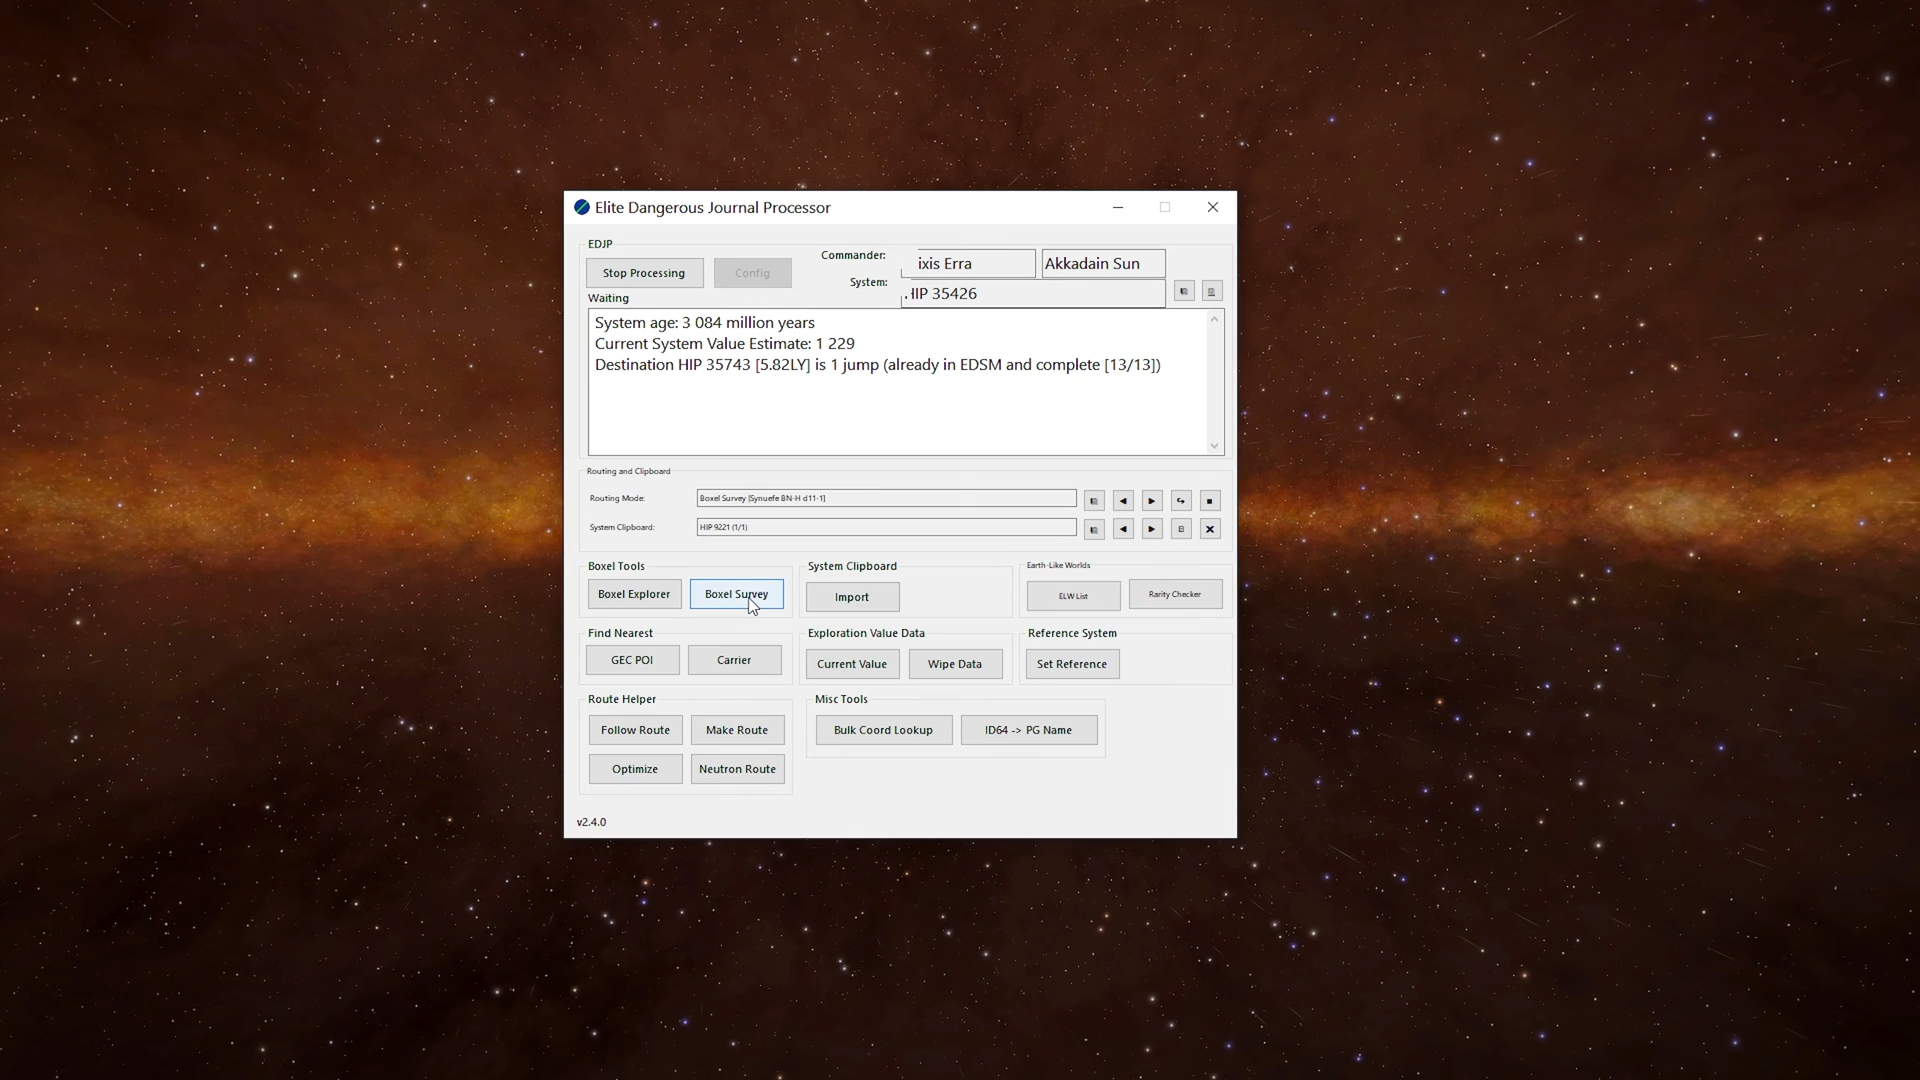 Elite Dangerous Journal Processor
EDJP
Stop Processing
Config
Commander:
ixis Erra
Akkadain Sun
System:
HIP 35426
Waiting
System age: 3 084 million years
Current System Value Estimate: 1 229
Destination HIP 35743 [5.82LY] is 1 jump (already in EDSM and complete [13/13])
Routing and Clipboard
Routing Mode:
Boxel Survey [Synuefe BN-H d11-1]
System Clipboard:
HIP 9221 (1/1)
Boxel Tools
Boxel Explorer
Boxel Survey
System Clipboard
Import
Earth-Like Worlds
ELW List
Rarity Checker
Find Nearest
GEC POI
Carrier
Exploration Value Data
Current Value
Wipe Data
Reference System
Set Reference
Route Helper
Follow Route
Make Route
Optimize
Neutron Route
Misc Tools
Bulk Coord Lookup
ID64 -> PG Name
v2.4.0